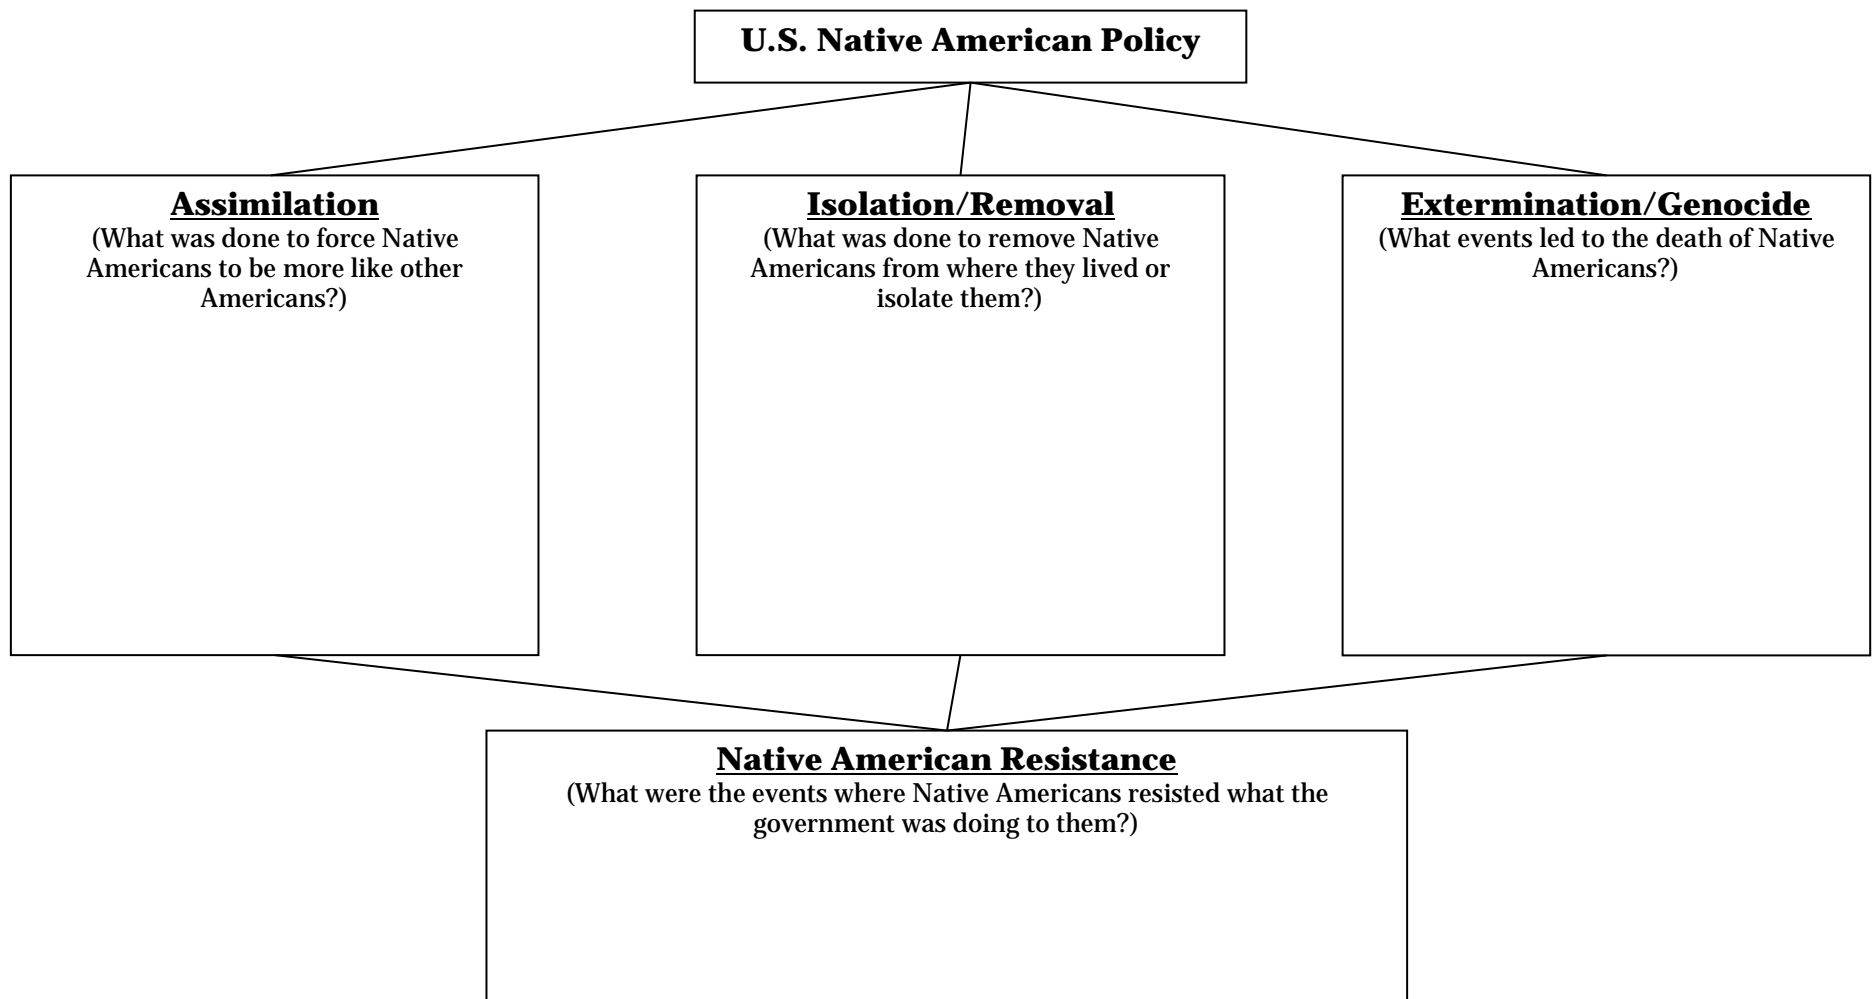 U.S. Native American Policy
Assimilation
(What was done to force Native
Americans to be more like other
Americans?)
Isolation/Removal
(What was done to remove Native
Americans from where they lived or
isolate them?)
Extermination/Genocide
(What events led to the death of Native
Americans?)
Native American Resistance
(What were the events where Native Americans resisted what the
government was doing to them?)